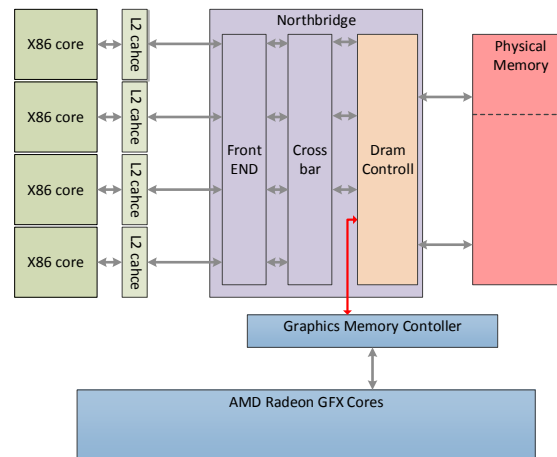 Northbridge
X86 core
L2 cahce
X86 core
L2 cahce
X86 core
L2 cahce
X86 core
L2 cahce
Front
END
Cross
bar
Dram
Controll
Physical
Memory
Graphics Memory Contoller
AMD Radeon GFX Cores